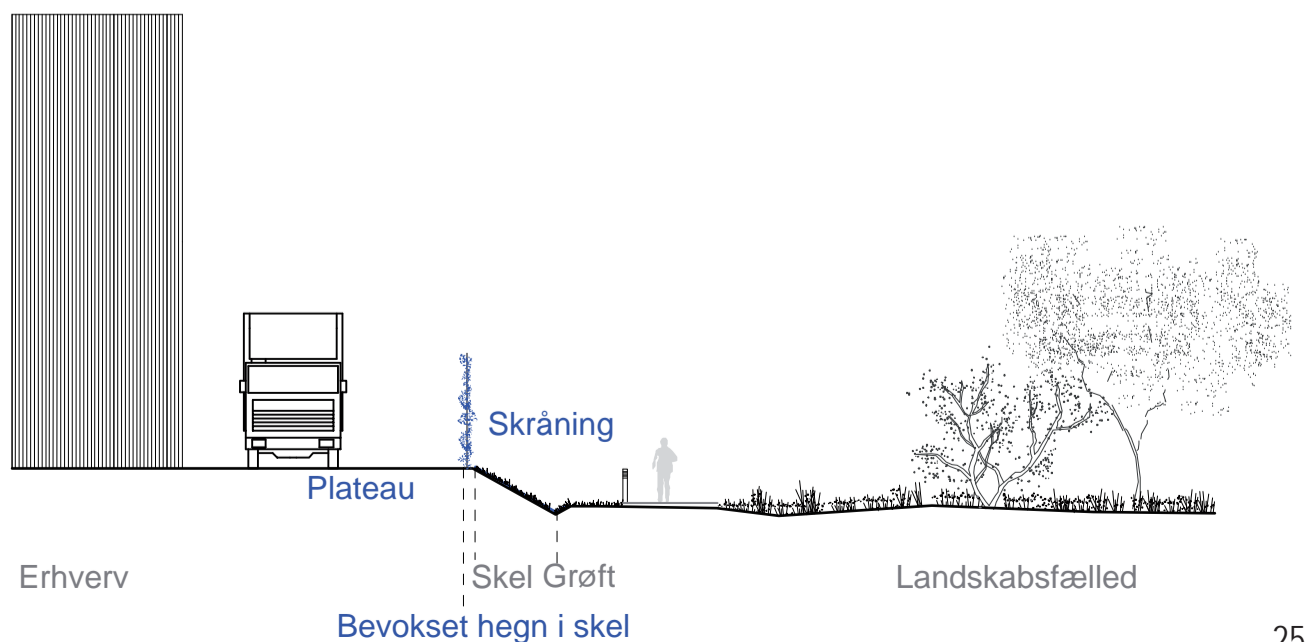 Skråning
Plateau
Erhverv
Skel Grøft
Landskabsfælled
Bevokset hegn i skel
25